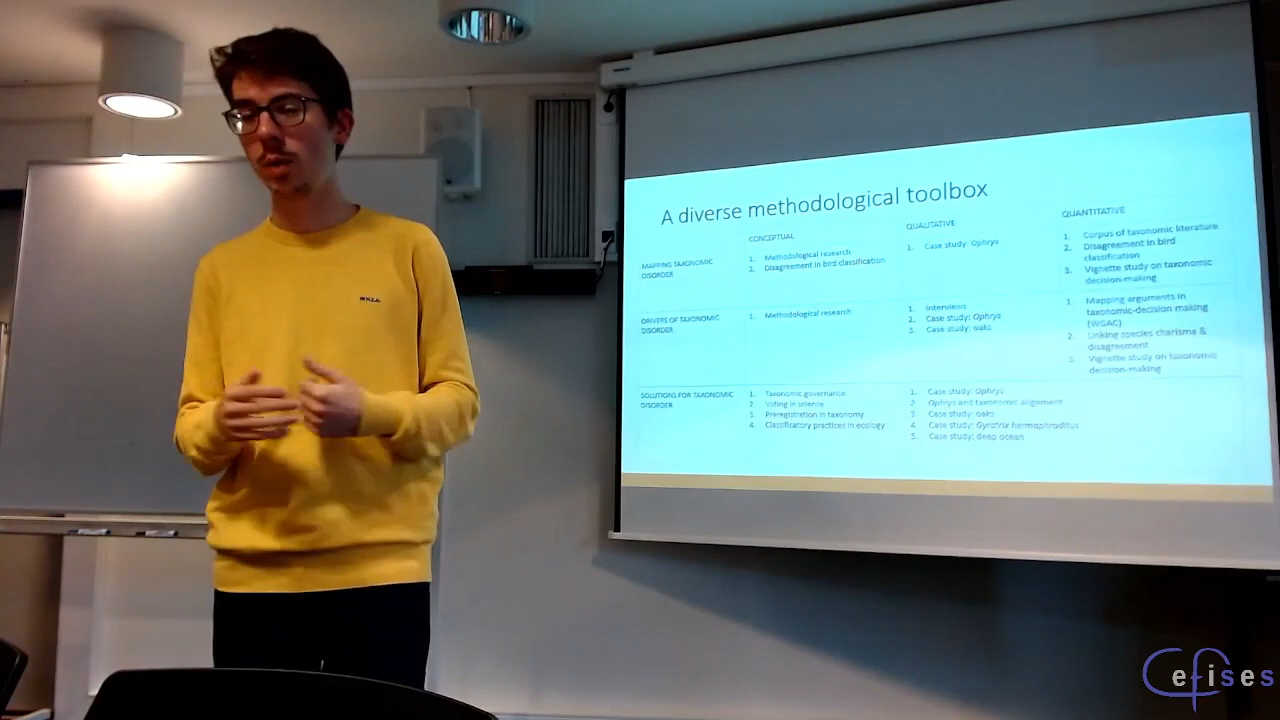 A diverse methodological toolbox
CONCEPTUAL
QUALITATIVE
QUANTITATIVE
MAPPING TAXONOMIC
DISORDER
1. Methodological research
2. Disagreement in bird classification
1. Case study: Ophrys
1. Corpus of taxonomic literature
2. Disagreement in bird
classification
3. Vignette study on taxonomic
decision-making
DRIVERS OF TAXONOMIC
DISORDER
1. Methodological research
1. Interviews
2. Case study: Ophrys
3. Case study: oaks
1. Mapping arguments in
taxonomic-decision making
(WGAC)
2. Linking species charisma &
disagreement
3. Vignette study on taxonomic
decision-making
SOLUTIONS FOR TAXONOMIC
DISORDER
1. Taxonomic governance
2. Voting in science
3. Preregistration in taxonomy
4. Classificatory practices in ecology
1. Case study: Ophrys
2. Ophrys and taxonomic alignment
3. Case study: oaks
4. Case study: Gyratrix hermaphroditus
5. Case study: deep ocean
Cefises